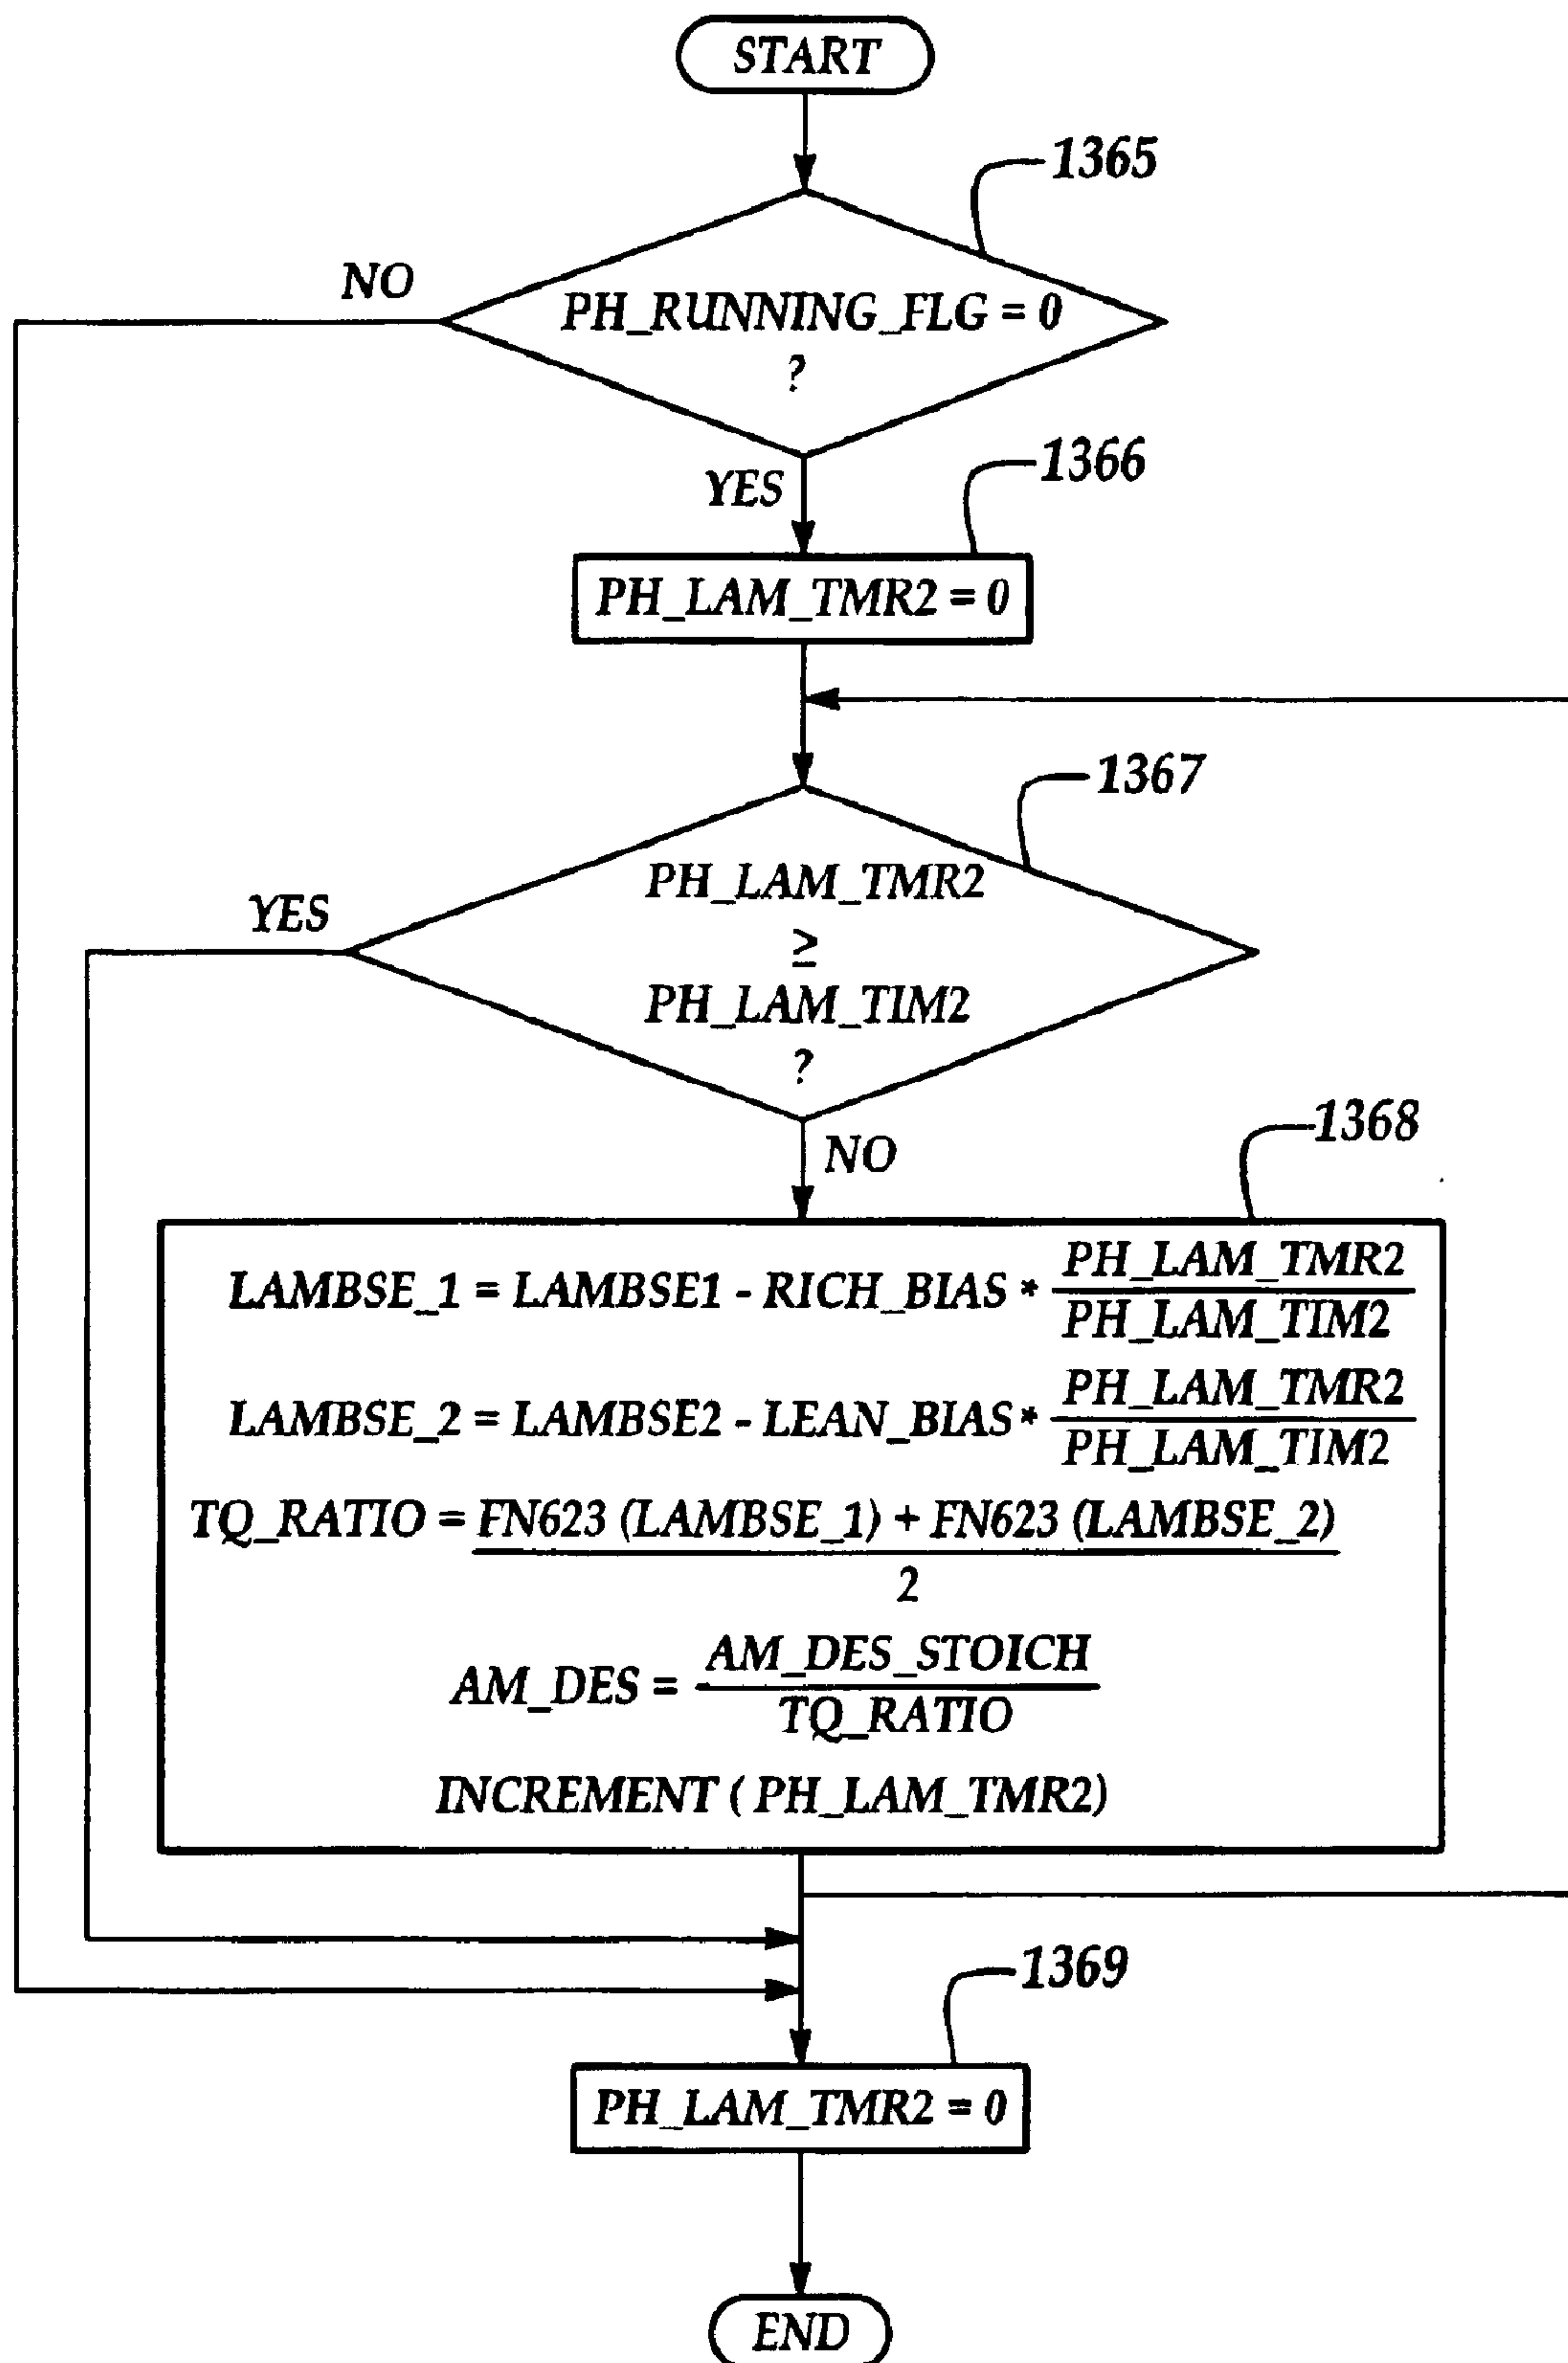 START
1365
NO
PH_RUNNING_FLG = 0
?
YES
1366
PH_LAM_TMR2 = 0
1367
YES
PH_LAM_TMR2
≥
PH_LAM_TIM2
?
NO
1368
LAMBSE_1 = LAMBSE1 - RICH_BIAS * PH_LAM_TMR2
PH_LAM_TIM2
LAMBSE_2 = LAMBSE2 - LEAN_BIAS * PH_LAM_TMR2
PH_LAM_TIM2
TQ_RATIO = FN623 (LAMBSE_1) + FN623 (LAMBSE_2)
2
AM_DES = AM_DES_STOICH
TQ_RATIO
INCREMENT ( PH_LAM_TMR2)
1369
PH_LAM_TMR2 = 0
END